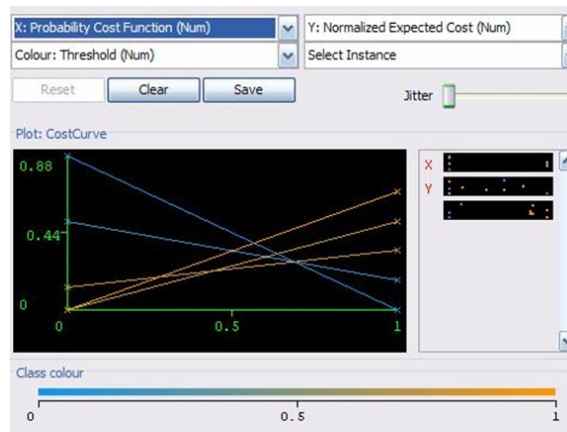 X: Probability Cost Function (Num)
Y: Normalized Expected Cost (Num)
Colour: Threshold (Num)
Select Instance
Reset
Clear
Save
Jitter
Plot: CostCurve
0.88
0.44
0
0
0.5
1
X
Y
Class colour
0
0.5
1